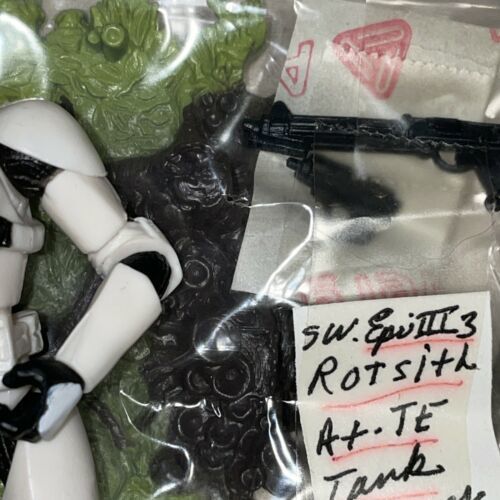 SW. Epi III 3
ROTSith
At.TE
Tank